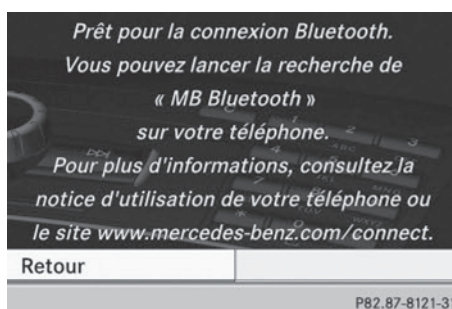 Prêt pour la connexion Bluetooth.
Vous pouvez lancer la recherche de
« MB Bluetooth »
sur votre téléphone.
Pour plus d'informations, consultez la
notice d'utilisation de votre téléphone ou
le site www.mercedes-benz.com/connect.
Retour
P82.87-8121-31